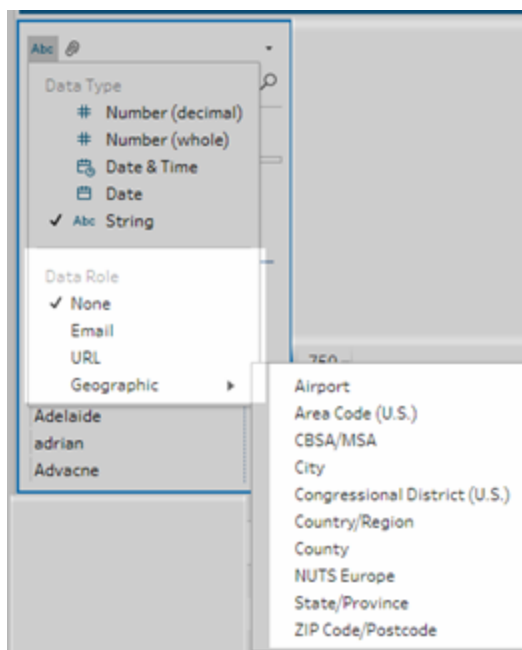 Abc
Data Type
# Number (decimal)
# Number (whole)
Date & Time
Date
✓ Abc String
Data Role
✓ None
Email
URL
Geographic
Adelaide
adrian
Advacne
750
Airport
Area Code (U.S.)
CBSA/MSA
City
Congressional District (U.S.)
Country/Region
County
NUTS Europe
State/Province
ZIP Code/Postcode